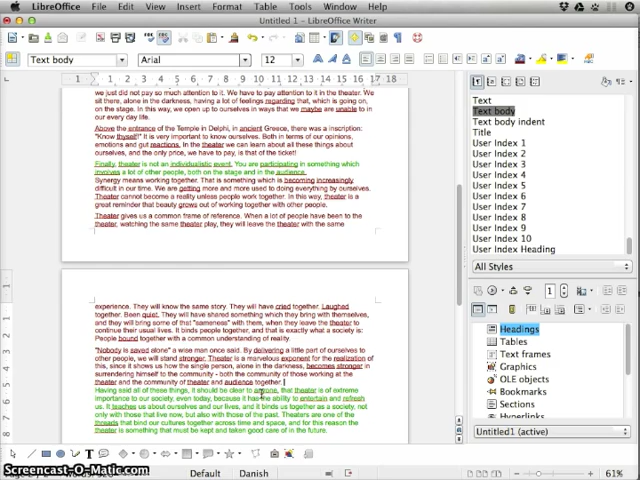 LibreOffice File Edit View Insert Format Table Tools Window Help
Untitled 1 - LibreOffice Writer
Text body Arial 12
1 1 2 3 4 5 6 7 8 9 10 11 12 13 14 15 16 17 18
we just did not pay so much attention to it. We have to pay attention to it in the theater. We
sit there, alone in the darkness, having a lot of feelings regarding that, which is going on,
on the stage. In this way, we open up to ourselves in ways that we maybe are unable to in
our every day life.
Above the entrance of the Temple in Delphi, in ancient Greece, there was a inscription:
"Know thyself!" It is very important to know ourselves. Both in terms of our opinions,
emotions and gut reactions. In the theater we can learn about all these things about
ourselves, and the only price, we have to pay, is that of the ticket!
Finally, theater is not an individualistic event. You are participating in something which
involves a lot of other people, both on the stage and in the audience.
Synergy means working together. That is something which is becoming increasingly
difficult in our time. We are getting more and more used to doing everything by ourselves.
Theater cannot become a reality unless people work together. In this way, theater is a
great reminder that beauty grows out of working together with other people.
Theater gives us a common frame of reference. When a lot of people have been to the
theater, watching the same theater play, they will leave the theater with the same
experience. They will know the same story. They will have cried together. Laughed
together. Been quiet. They will have shared something which they bring with themselves,
and they will bring some of that "sameness" with them, when they leave the theater to
continue their usual lives. It binds people together, and that is exactly what a society is:
People bound together with a common understanding of reality.
"Nobody is saved alone" a wise man once said. By delivering a little part of ourselves to
other people, we will stand stronger. Theater is a marvelous exponent for the realization of
this, since it shows us how the single person, alone in the darkness, becomes stronger in
surrendering himself to the community - both the community of those working at the
theater and the community of theater and audience together.
Having said all of these things, it should be clear to anyone, that theater is of extreme
importance to our society, even today, because it has the ability to entertain and refresh
us. It teaches us about ourselves and our lives, and it binds us together as a society, not
only with those that live now, but also with those of the past. Theaters are one of the
threads that bind our cultures together across time and space, and for this reason the
theater is something that must be kept and taken good care of in the future.
Text
Text body
Text body indent
Title
User Index 1
User Index 2
User Index 3
User Index 4
User Index 5
User Index 6
User Index 7
User Index 8
User Index 9
User Index 10
User Index Heading
All Styles
1
Headings
Tables
Text frames
Graphics
OLE objects
Bookmarks
Sections
Hyperlinks
Untitled1 (active)
Default Danish 61%
Screencast-O-Matic.com